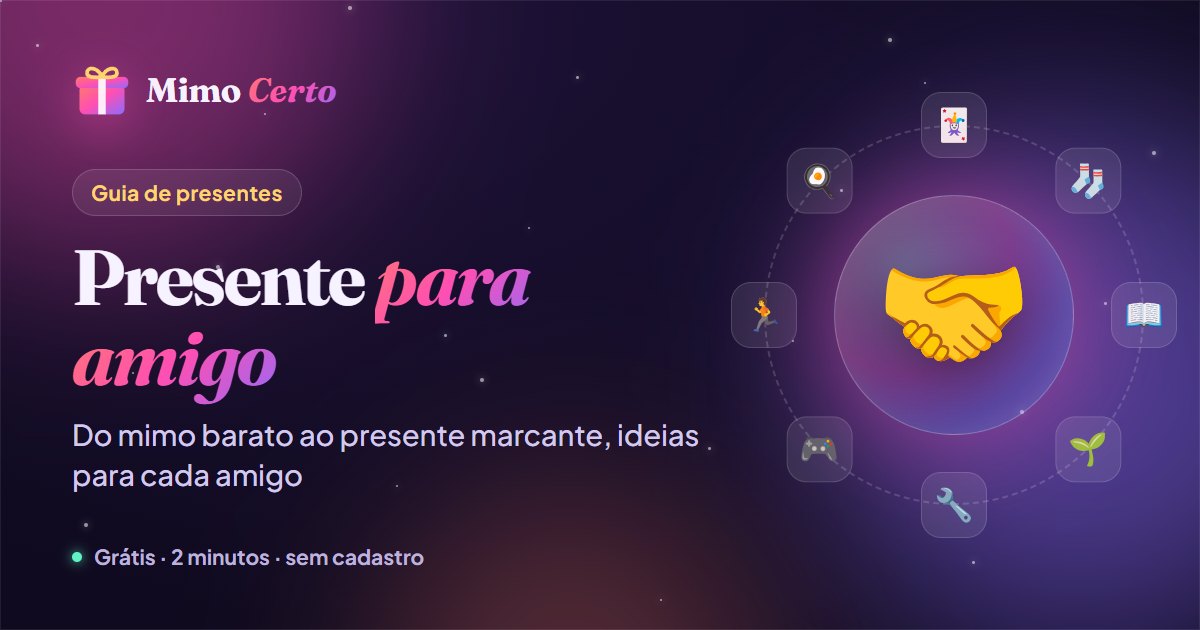 Mimo Certo
Guia de presentes
Presente para
amigo
Do mimo barato ao presente marcante, ideias
para cada amigo
Grátis · 2 minutos · sem cadastro